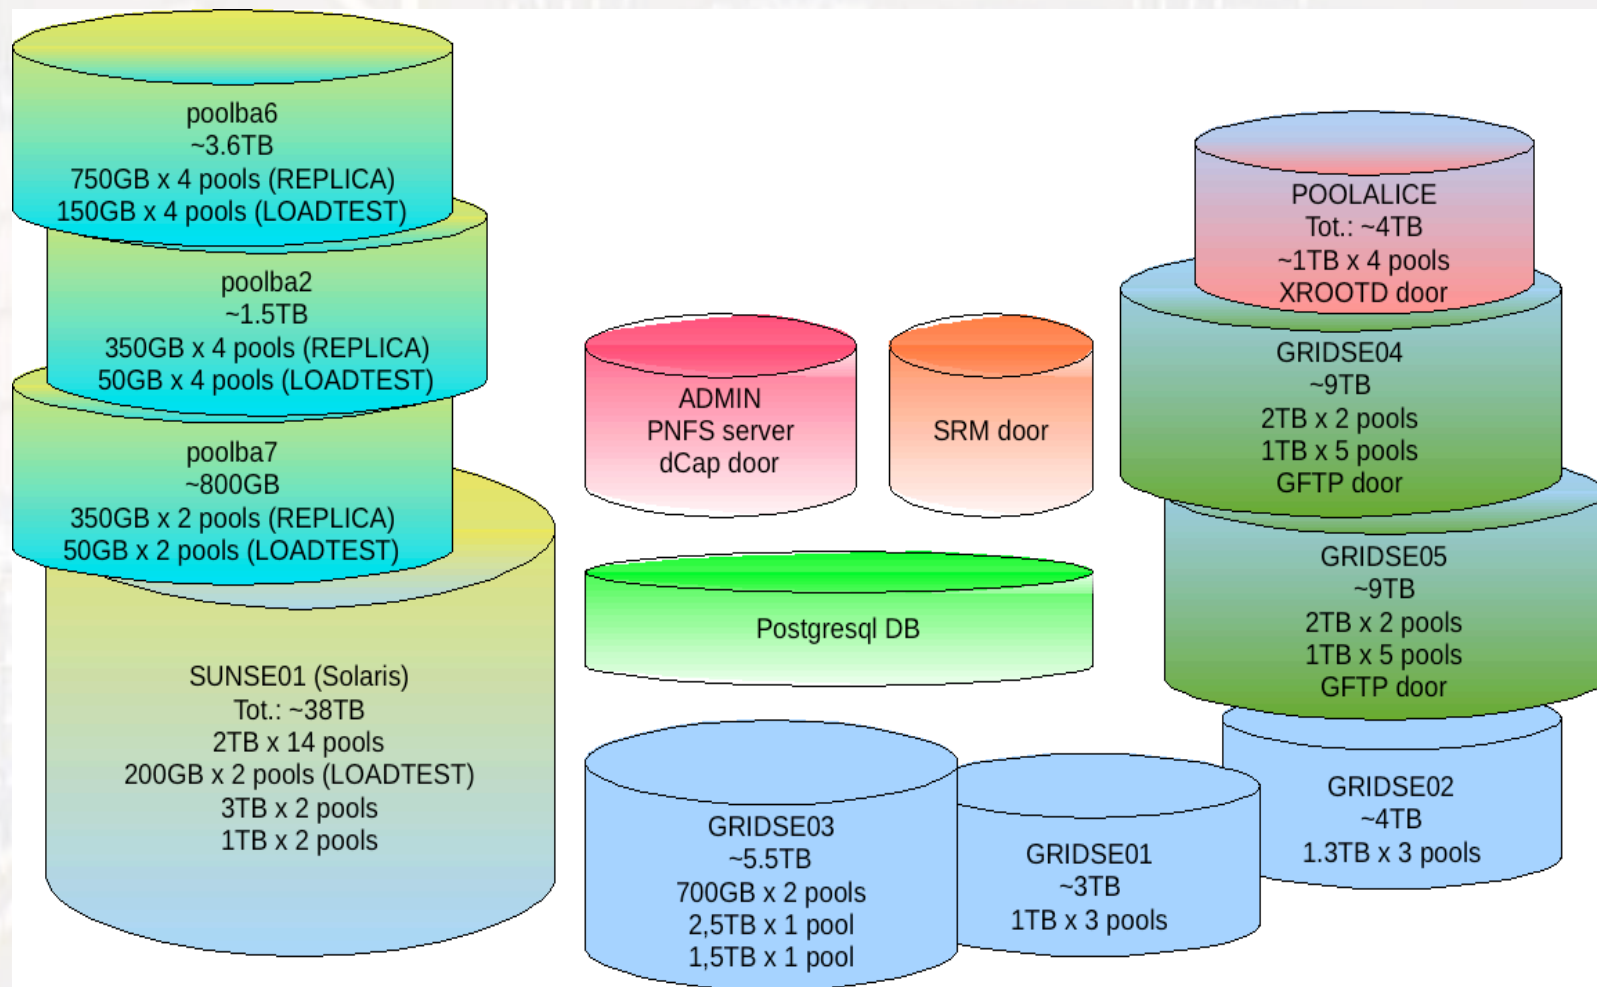 poolba6
~3.6TB
750GB x 4 pools (REPLICA)
150GB x 4 pools (LOADTEST)
poolba2
~1.5TB
350GB x 4 pools (REPLICA)
50GB x 4 pools (LOADTEST)
poolba7
~800GB
350GB x 2 pools (REPLICA)
50GB x 2 pools (LOADTEST)
SUNSE01 (Solaris)
Tot.: ~38TB
2TB x 14 pools
200GB x 2 pools (LOADTEST)
3TB x 2 pools
1TB x 2 pools
ADMIN
PNFS server
dCap door
SRM door
Postgresql DB
GRIDSE03
~5.5TB
700GB x 2 pools
2,5TB x 1 pool
1,5TB x 1 pool
GRIDSE01
~3TB
1TB x 3 pools
POOLALICE
Tot.: ~4TB
~1TB x 4 pools
XROOTD door
GRIDSE04
~9TB
2TB x 2 pools
1TB x 5 pools
GFTP door
GRIDSE05
~9TB
2TB x 2 pools
1TB x 5 pools
GFTP door
GRIDSE02
~4TB
1.3TB x 3 pools